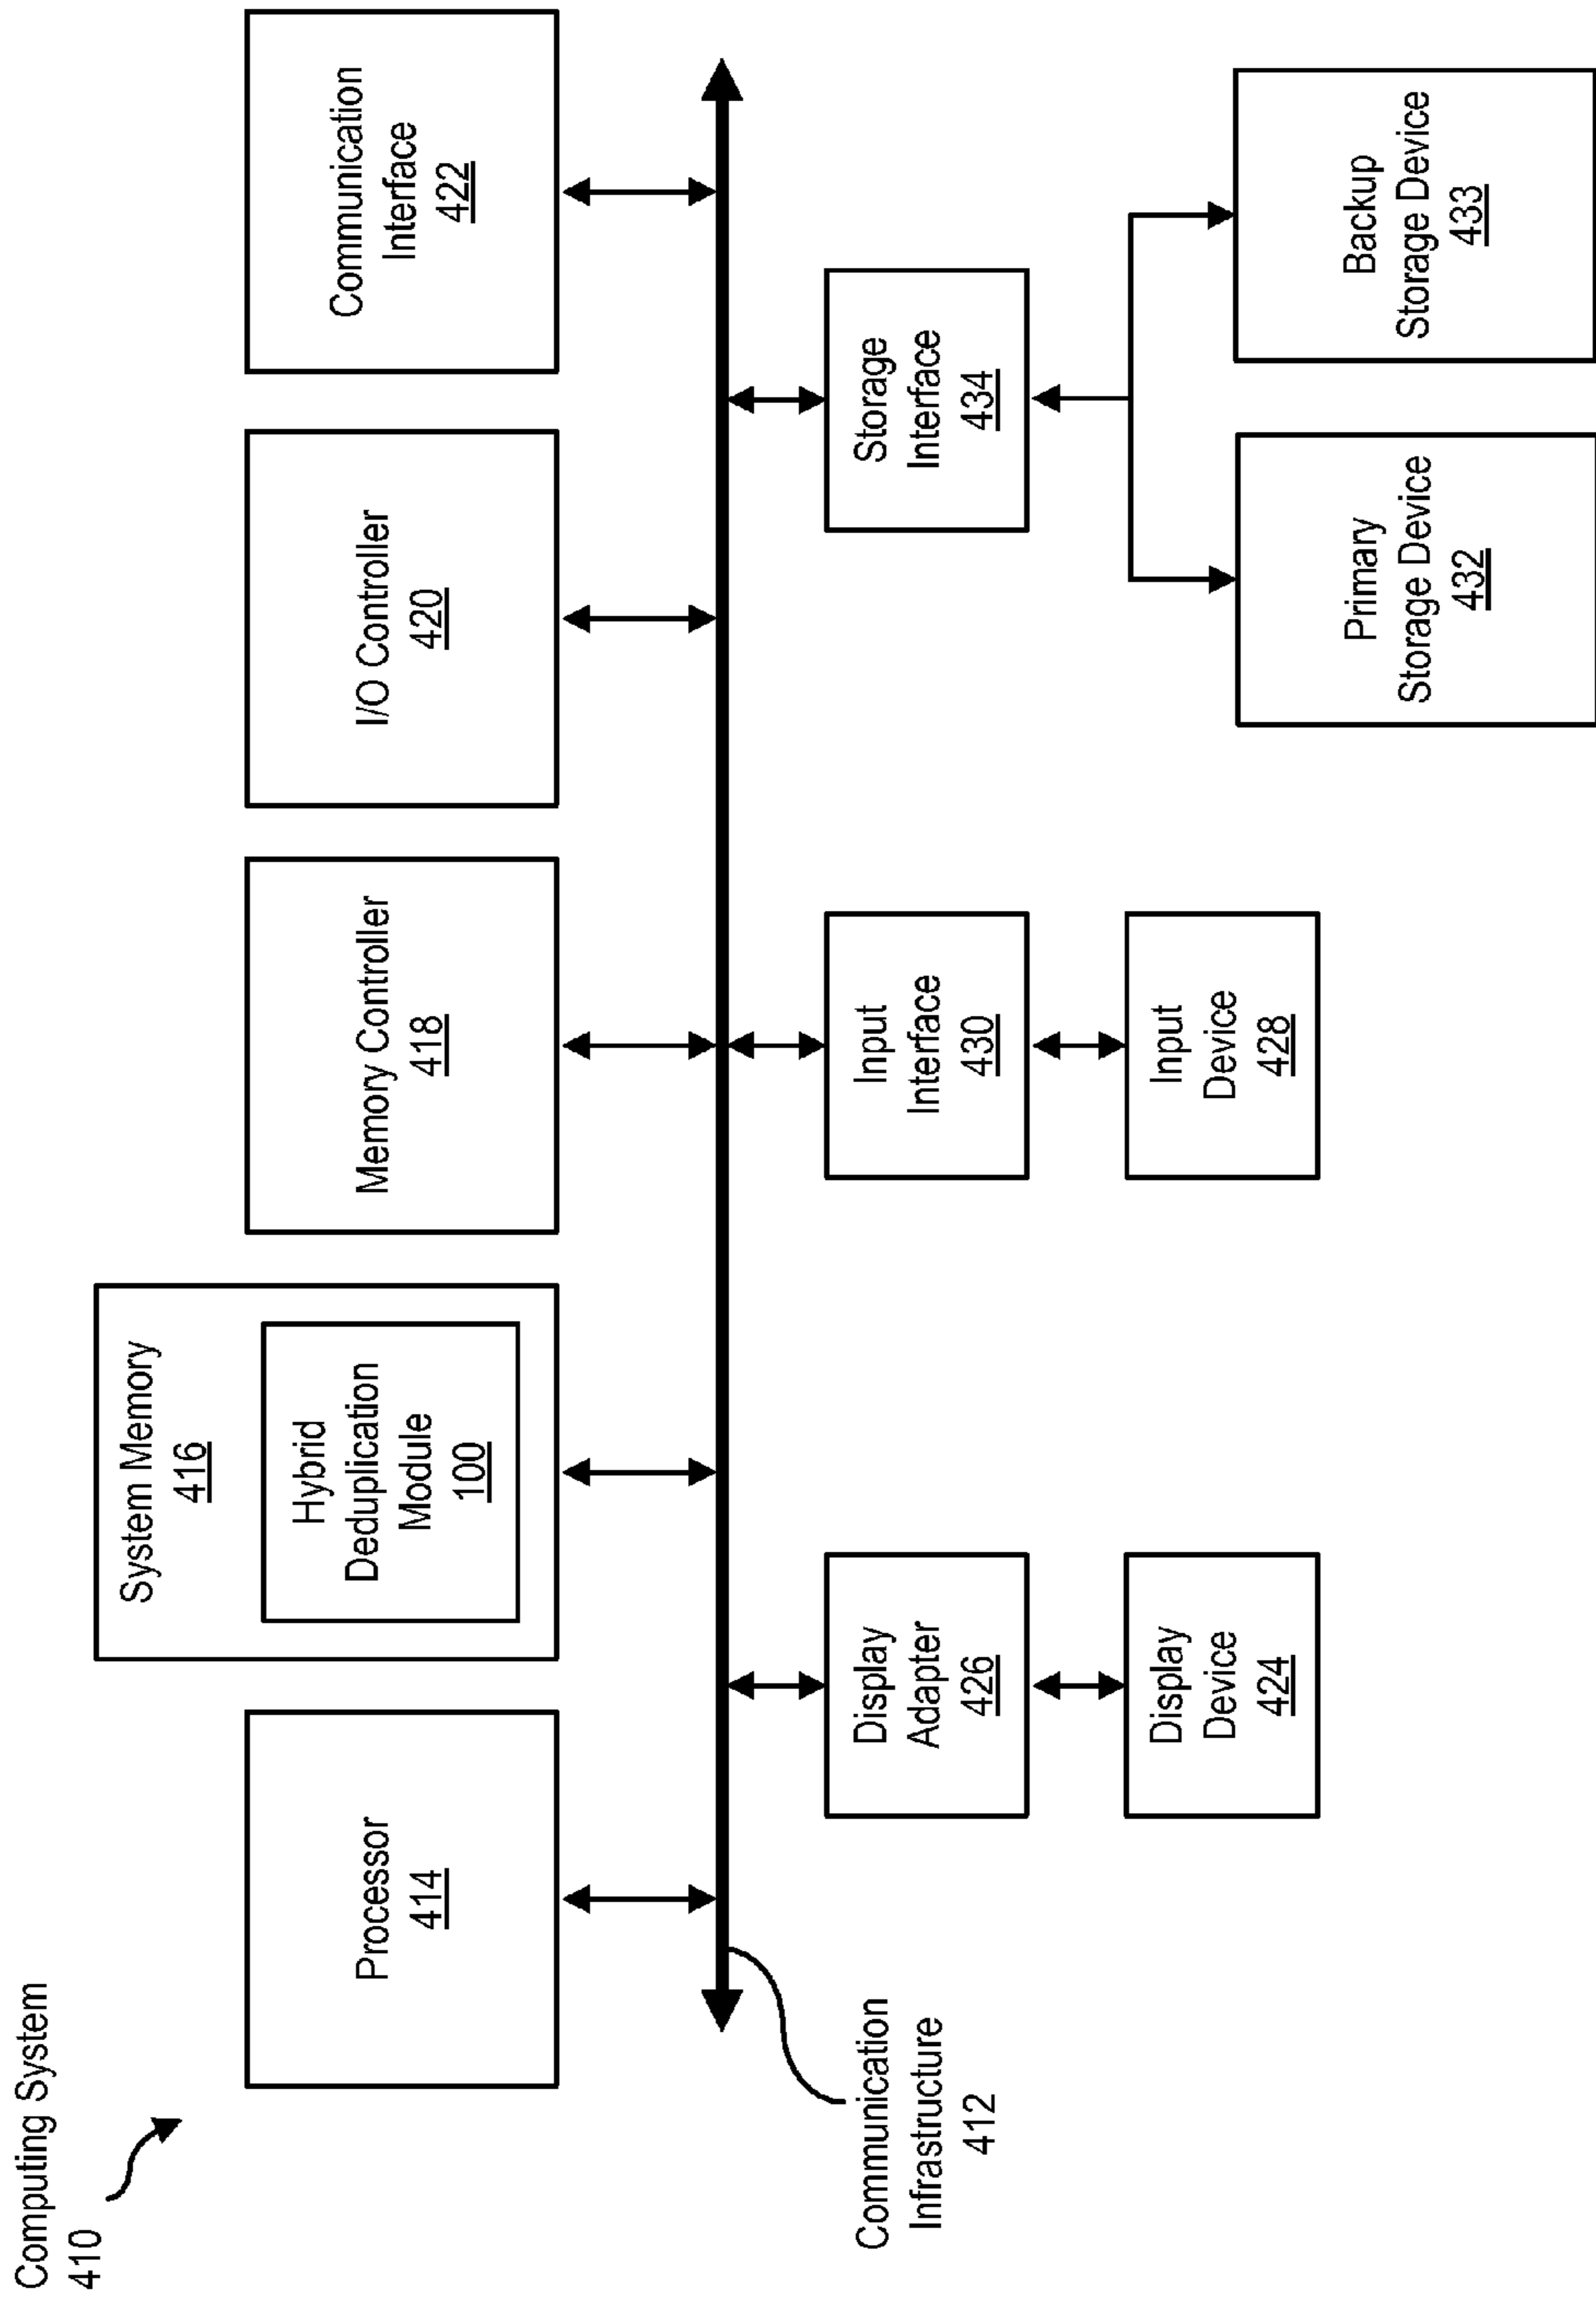 Computing System
410
Processor
414
System Memory
416
Hybrid
Deduplication
Module
100
Memory Controller
418
I/O Controller
420
Communication
Interface
422
Communication
Infrastructure
412
Display
Adapter
426
Input
Interface
430
Storage
Interface
434
Display
Device
424
Input
Device
428
Primary
Storage Device
432
Backup
Storage Device
433